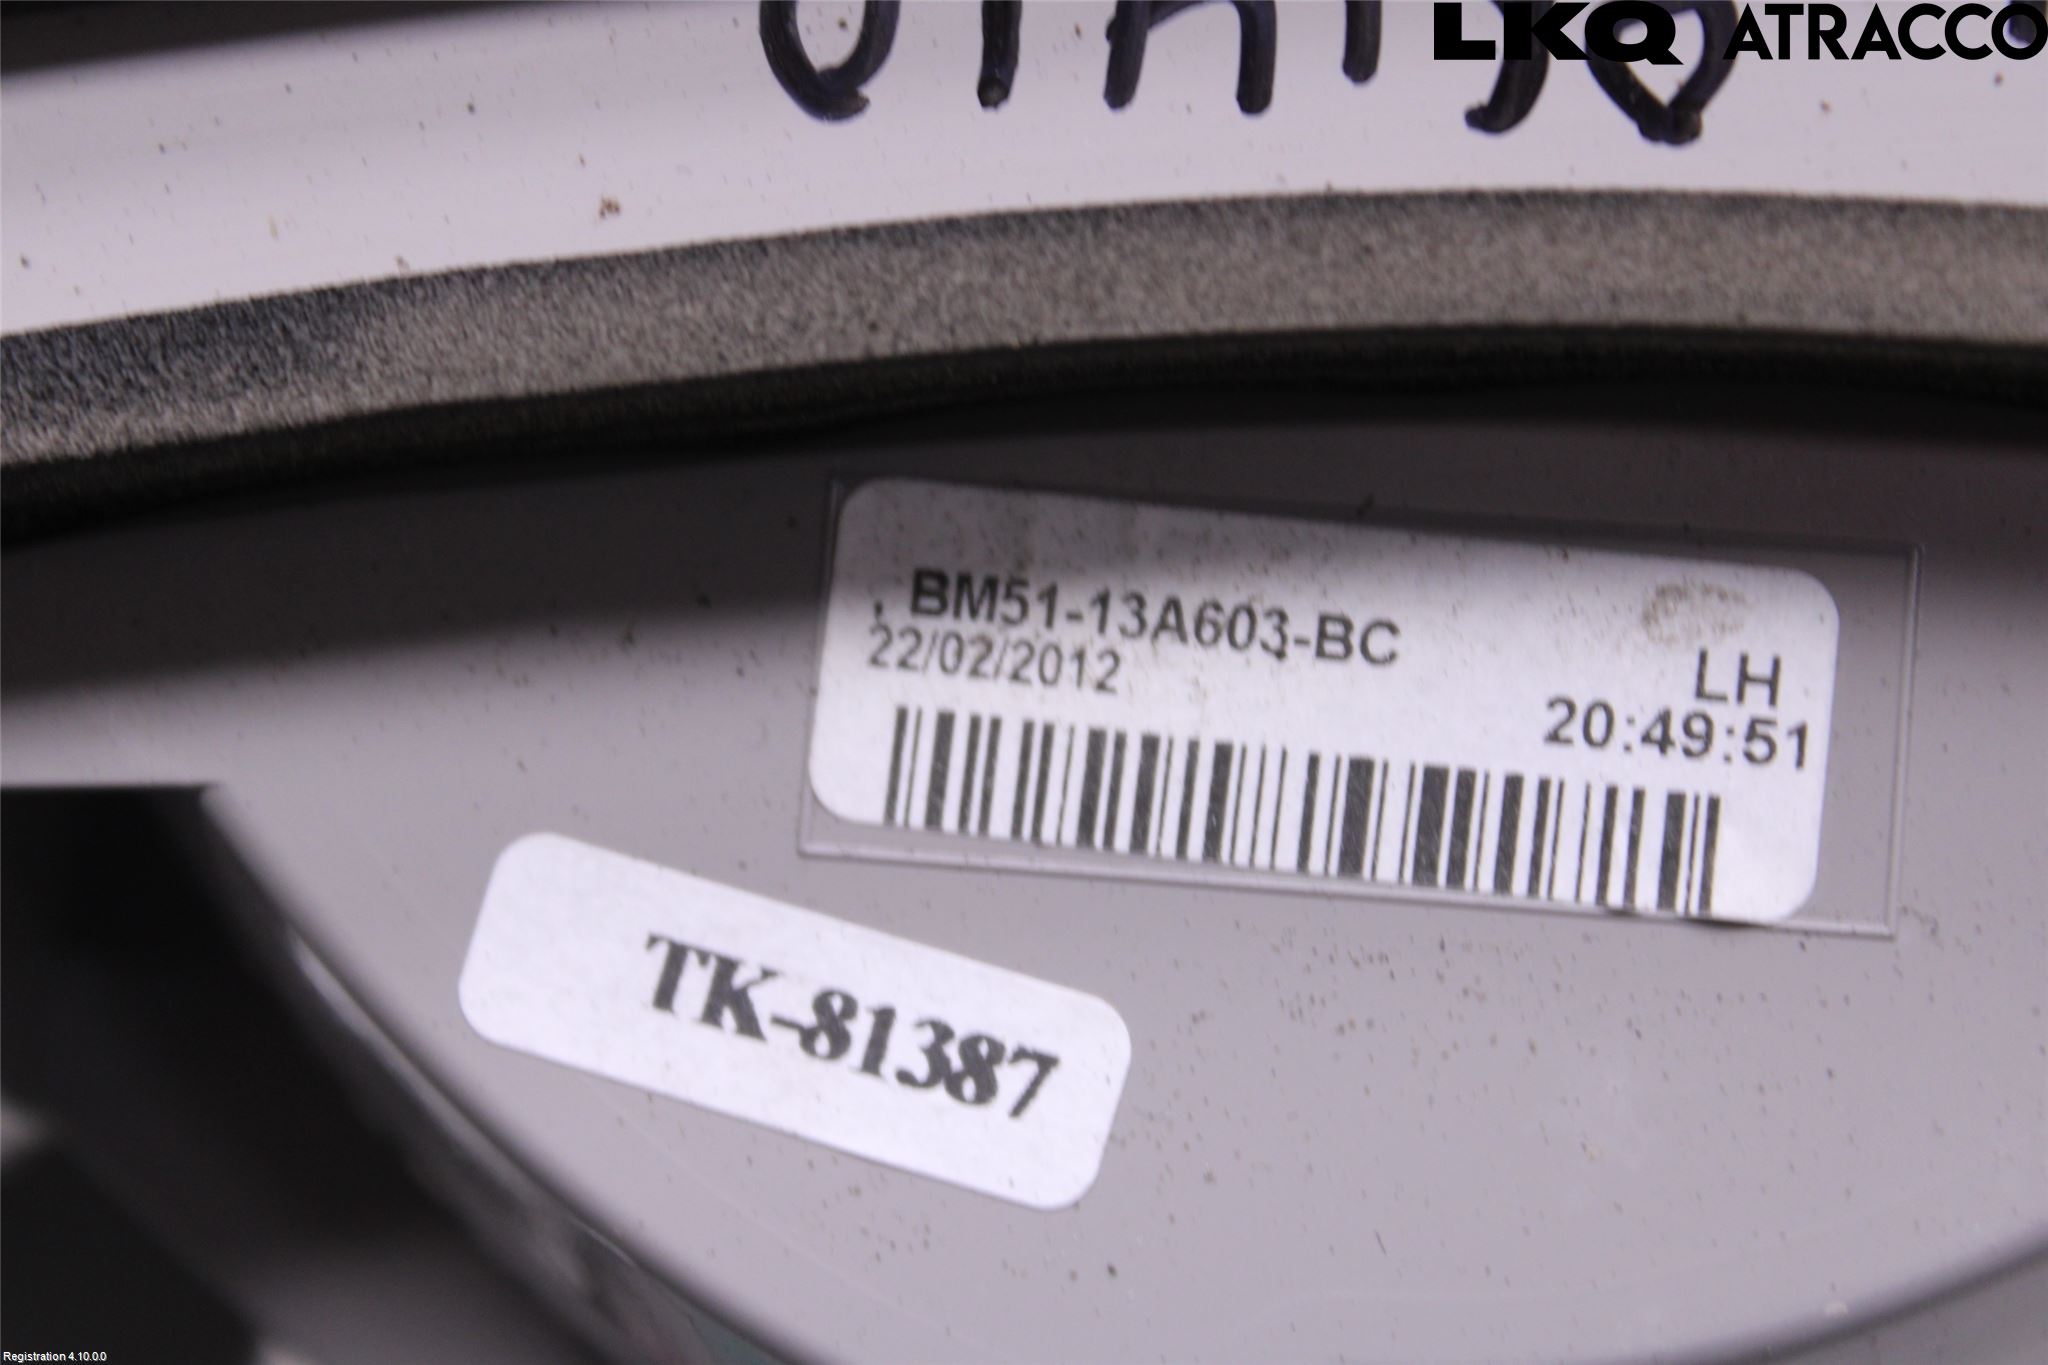 LKQ ATRACCO
, BM51-13A603-BC
22/02/2012
LH
20:49:51
TK-81387
Registration 4.10.0.0